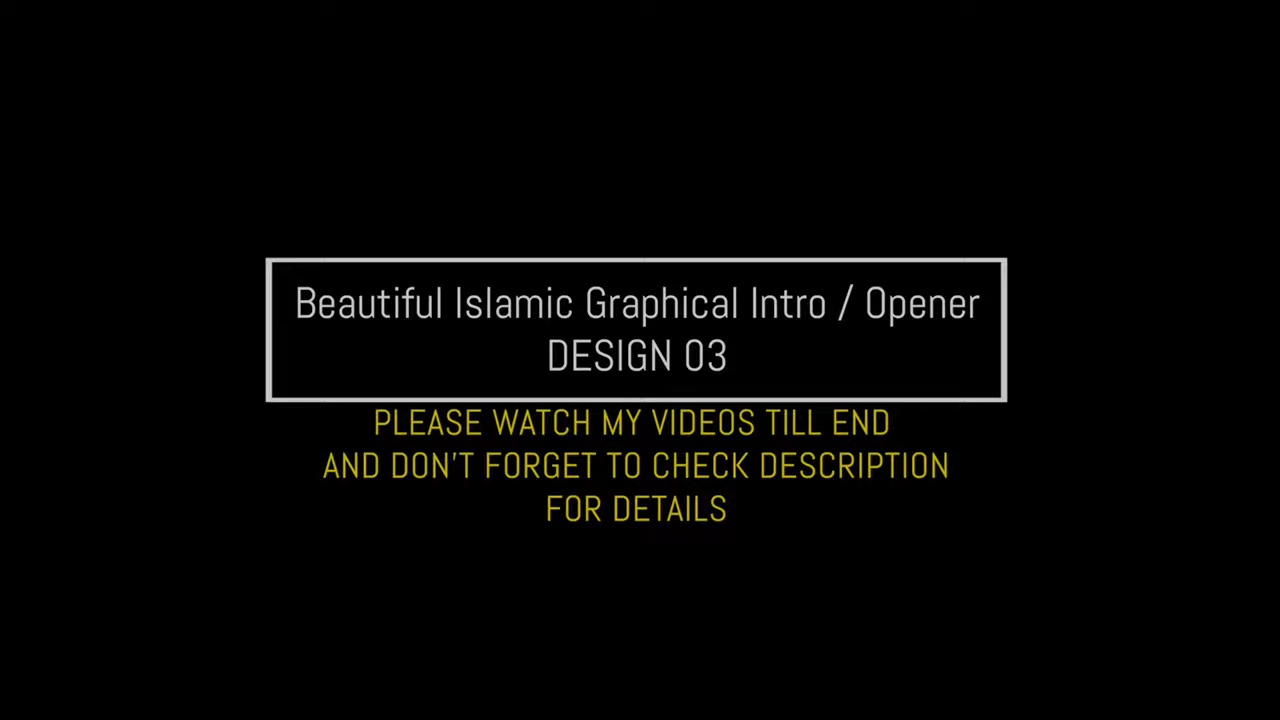 Beautiful Islamic Graphical Intro / Opener
DESIGN 03
PLEASE WATCH MY VIDEOS TILL END
AND DON'T FORGET TO CHECK DESCRIPTION
FOR DETAILS